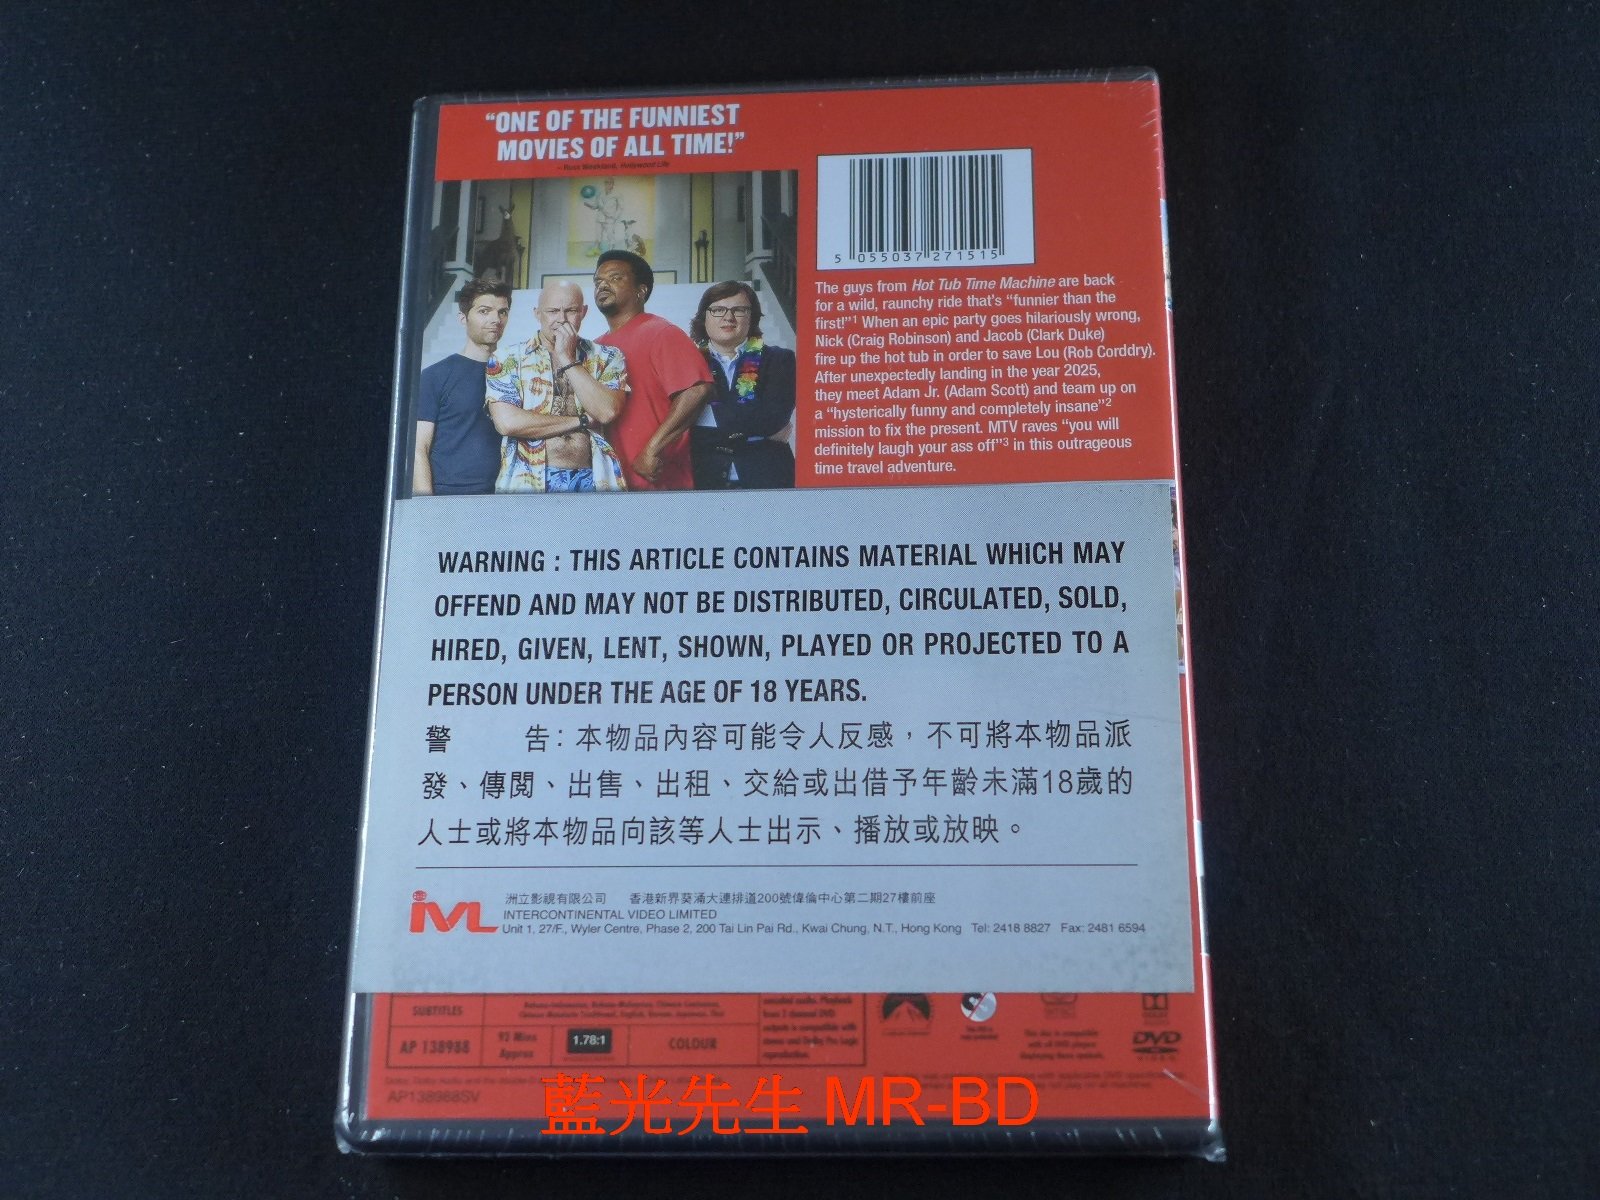 “ONE OF THE FUNNIEST
MOVIES OF ALL TIME!”
Hollywood Life
5 055037 271515
The guys from Hot Tub Time Machine are back
for a wild, raunchy ride that's “funnier than the
first!”1 When an epic party goes hilariously wrong,
Nick (Craig Robinson) and Jacob (Clark Duke)
fire up the hot tub in order to save Lou (Rob Corddry).
After unexpectedly landing in the year 2025,
they meet Adam Jr. (Adam Scott) and team up on
a “hysterically funny and completely insane”2
mission to fix the present. MTV raves “you will
definitely laugh your ass off”3 in this outrageous
time travel adventure.
WARNING : THIS ARTICLE CONTAINS MATERIAL WHICH MAY
OFFEND AND MAY NOT BE DISTRIBUTED, CIRCULATED, SOLD,
HIRED, GIVEN, LENT, SHOWN, PLAYED OR PROJECTED TO A
PERSON UNDER THE AGE OF 18 YEARS.
警 告：本物品內容可能令人反感，不可將本物品派
發、傳閱、出售、出租、交給或出借予年齡未滿18歲的
人士或將本物品向該等人士出示、播放或放映。
IVL
洲立影視有限公司 香港新界葵涌大連排道200號偉倫中心第二期27樓前座
INTERCONTINENTAL VIDEO LIMITED
Unit 1, 27/F., Wyler Centre, Phase 2, 200 Tai Lin Pai Rd., Kwai Chung, N.T., Hong Kong Tel: 2418 8827 Fax: 2481 6594
SUBTITLES
AP 138988
93 Mins
Approx
1.78:1
COLOUR
DVD
VIDEO
AP138988SV
藍光先生 MR-BD